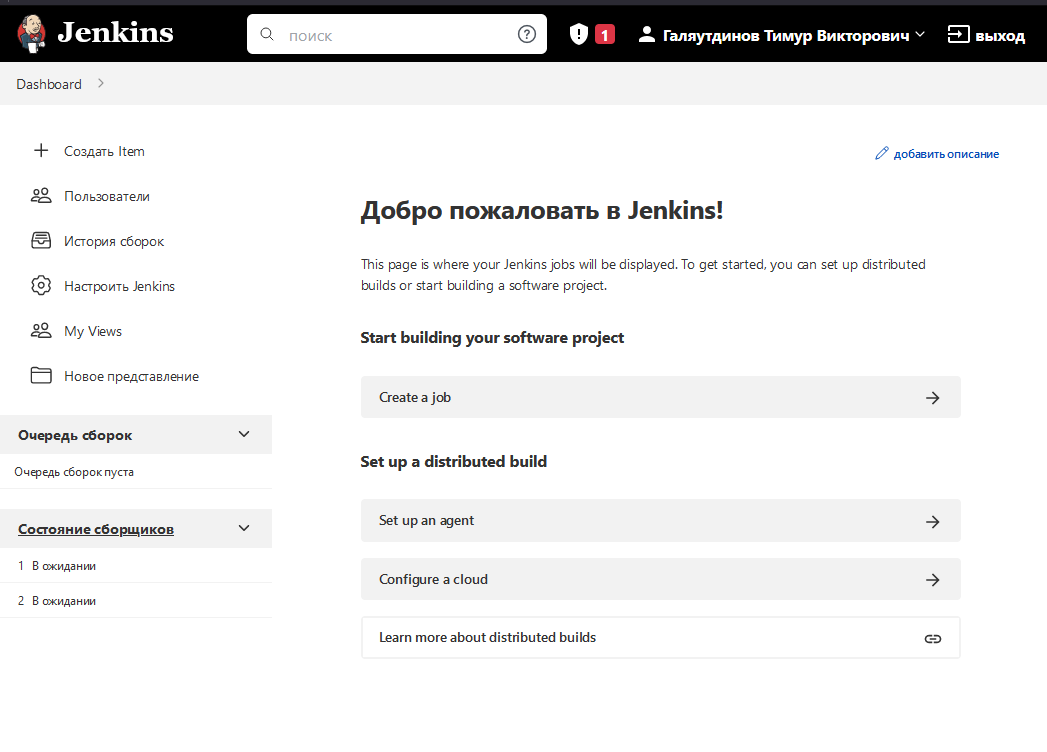 Jenkins
поиск
1
Галяутдинов Тимур Викторович
выход
Dashboard
Создать Item
Пользователи
История сборок
Настроить Jenkins
My Views
Новое представление
Очередь сборок
Очередь сборок пуста
Состояние сборщиков
1 В ожидании
2 В ожидании
добавить описание
Добро пожаловать в Jenkins!
This page is where your Jenkins jobs will be displayed. To get started, you can set up distributed
builds or start building a software project.
Start building your software project
Create a job
Set up a distributed build
Set up an agent
Configure a cloud
Learn more about distributed builds